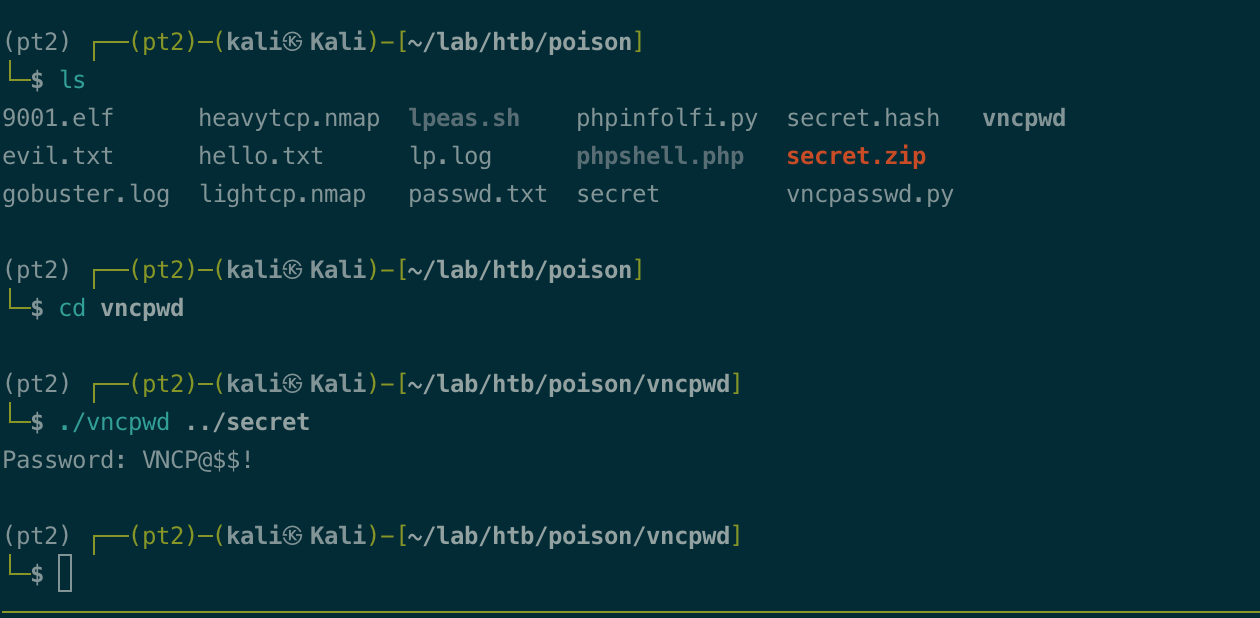 (pt2) ┌──(pt2)─(kali㉿Kali)-[~/lab/htb/poison]
└─$ ls
9001.elf heavytcp.nmap lpeas.sh phpinfolfi.py secret.hash vncpwd
evil.txt hello.txt lp.log phpshell.php secret.zip
gobuster.log lightcp.nmap passwd.txt secret vncpasswd.py
(pt2) ┌──(pt2)─(kali㉿Kali)-[~/lab/htb/poison]
└─$ cd vncpwd
(pt2) ┌──(pt2)─(kali㉿Kali)-[~/lab/htb/poison/vncpwd]
└─$ ./vncpwd ../secret
Password: VNCP@$$!
(pt2) ┌──(pt2)─(kali㉿Kali)-[~/lab/htb/poison/vncpwd]
└─$